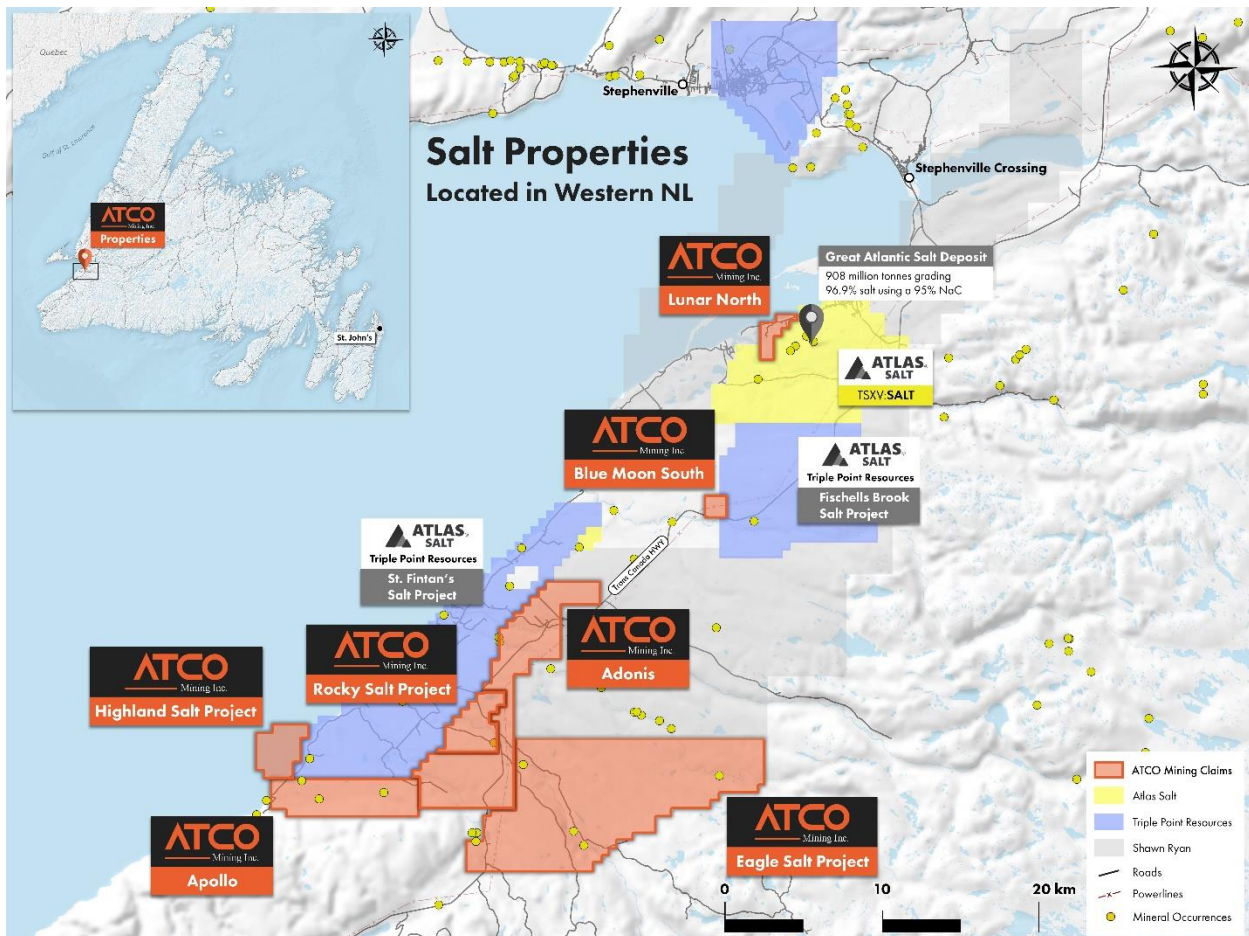 Quebec
Gulf of St. Lawrence
ATCO
Mining Inc.
Properties
St. John's
Stephenville
Salt Properties
Located in Western NL
Stephenville Crossing
ATCO
Mining Inc.
Lunar North
Great Atlantic Salt Deposit
908 million tonnes grading
96.9% salt using a 95% NaC
ATLAS
SALT
TSXV:SALT
ATCO
Mining Inc.
Blue Moon South
ATLAS
SALT
Triple Point Resources
Fischells Brook
Salt Project
Trans Canada HWY
ATLAS
SALT
Triple Point Resources
St. Fintan's
Salt Project
ATCO
Mining Inc.
Adonis
ATCO
Mining Inc.
Rocky Salt Project
ATCO
Mining Inc.
Highland Salt Project
ATCO
Mining Inc.
Apollo
ATCO
Mining Inc.
Eagle Salt Project
0 10 20 km
ATCO Mining Claims
Atlas Salt
Triple Point Resources
Shawn Ryan
Roads
Powerlines
Mineral Occurrences